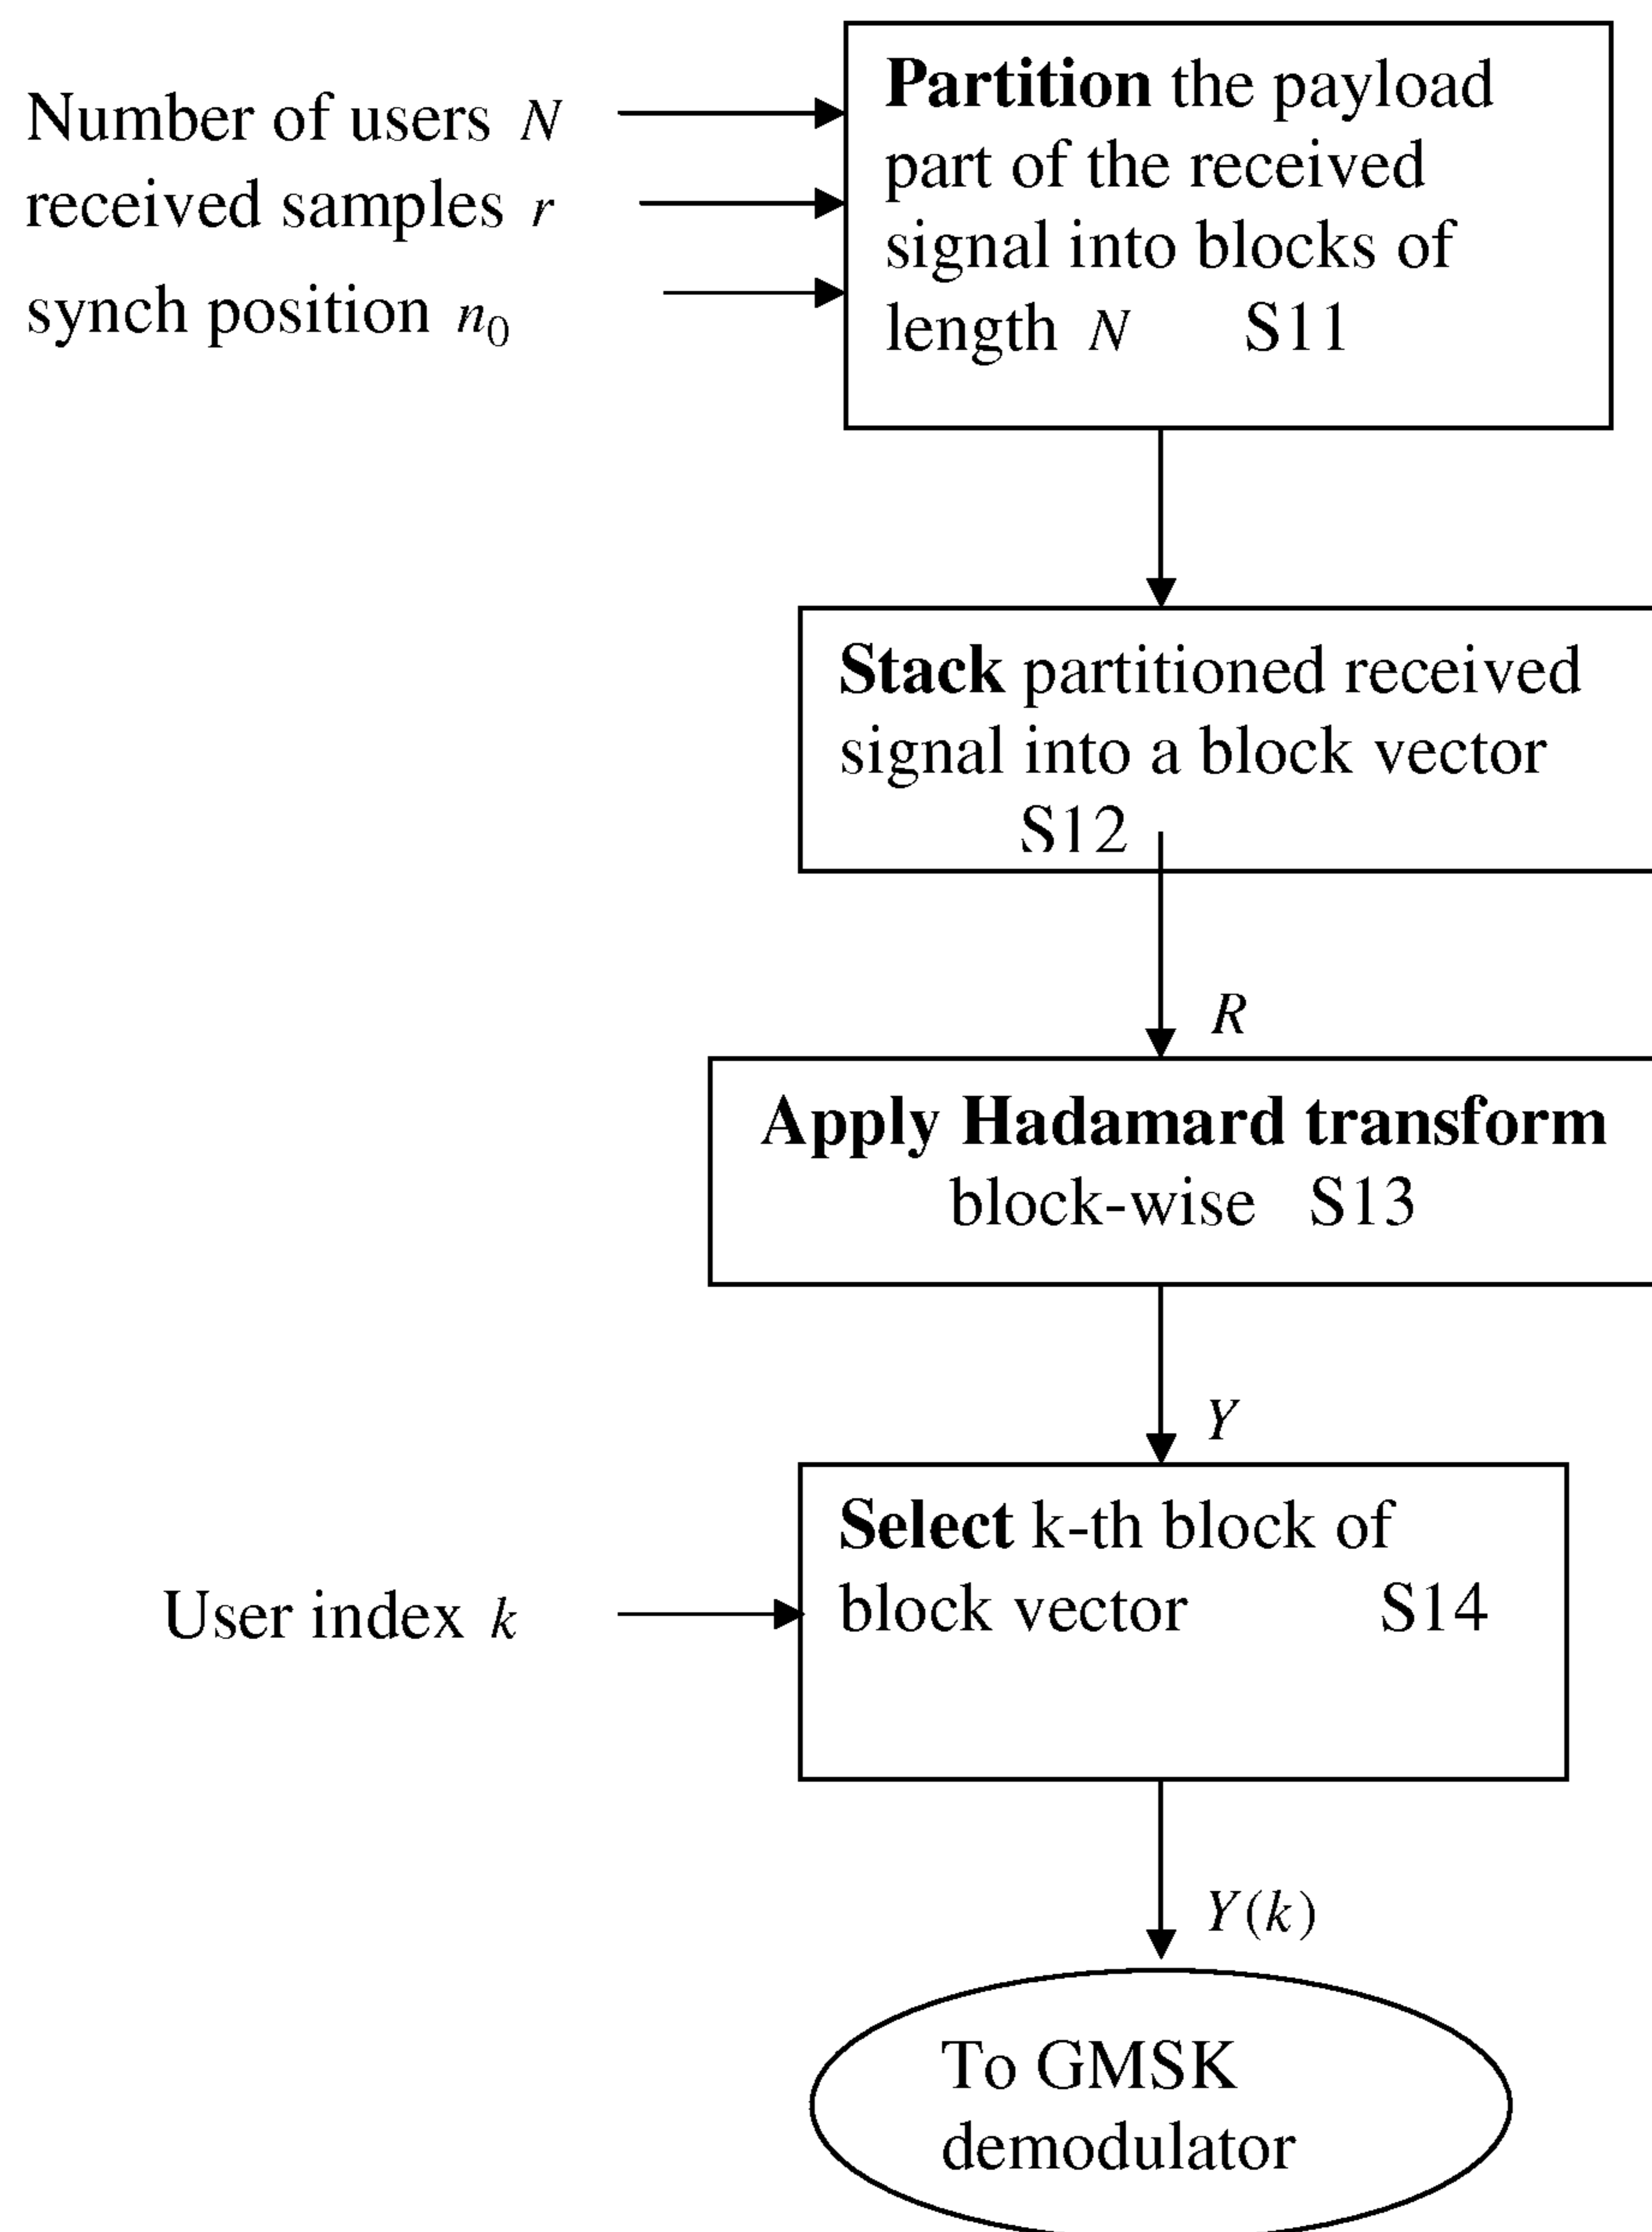 Number of users N
received samples r
synch position n₀
Partition the payload
part of the received
signal into blocks of
length N S11
Stack partitioned received
signal into a block vector
S12
R
Apply Hadamard transform
block-wise S13
Y
User index k
Select k-th block of
block vector S14
Y(k)
To GMSK
demodulator